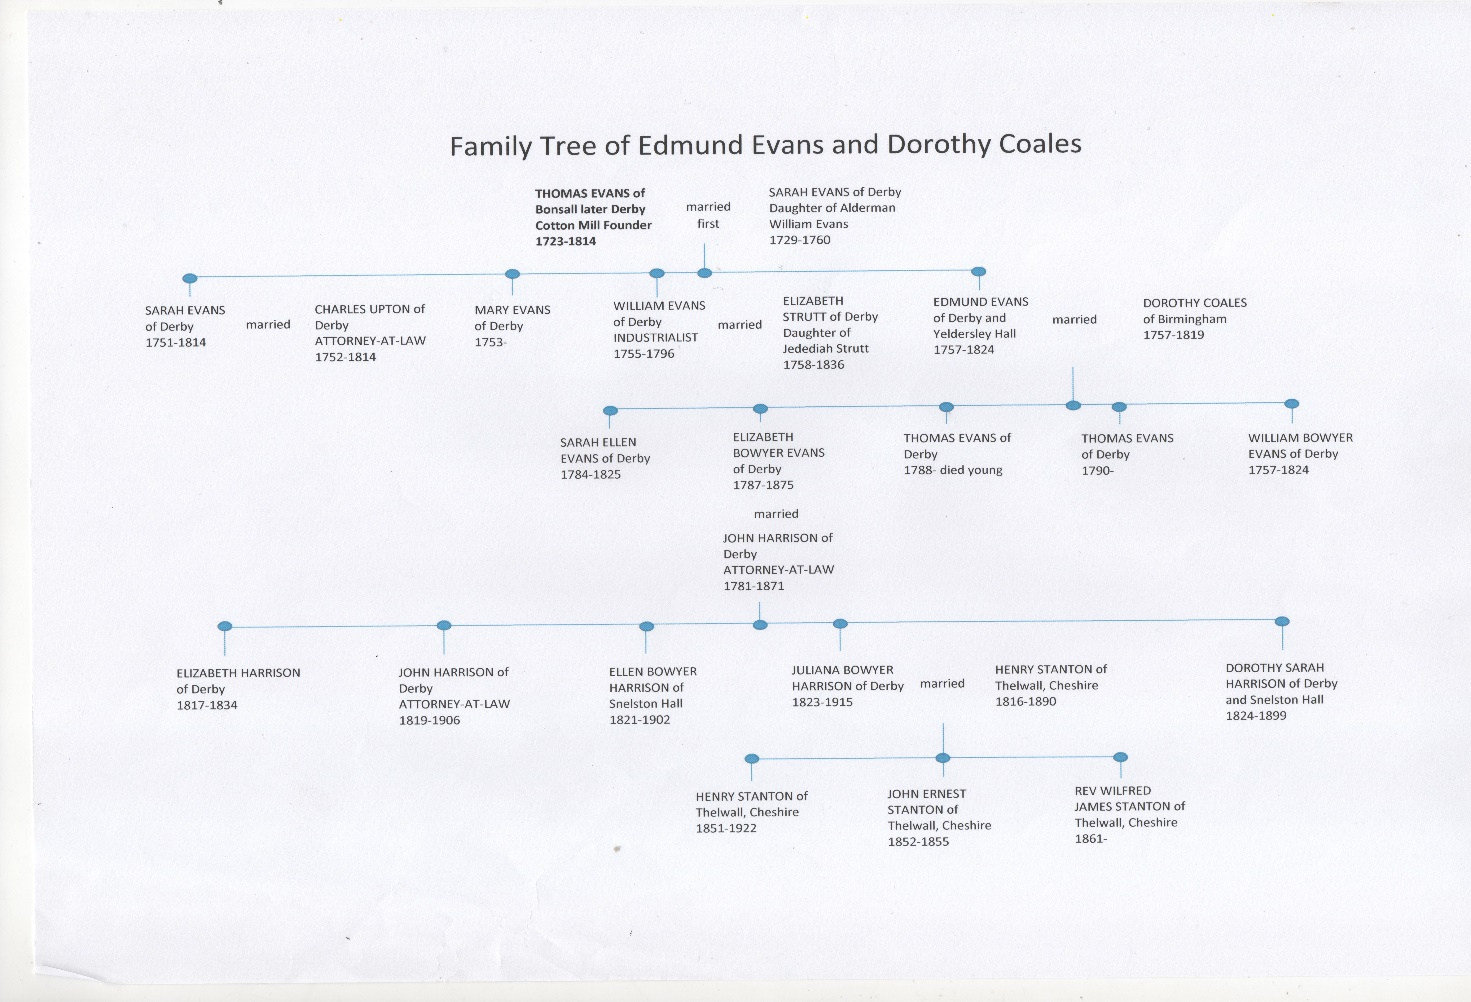 Family Tree of Edmund Evans and Dorothy Coales
THOMAS EVANS of
Bonsall later Derby
Cotton Mill Founder
1723-1814
married
first
SARAH EVANS of Derby
Daughter of Alderman
William Evans
1729-1760
SARAH EVANS
of Derby
1751-1814
married
CHARLES UPTON of
Derby
ATTORNEY-AT-LAW
1752-1814
MARY EVANS
of Derby
1753-
WILLIAM EVANS
of Derby
INDUSTRIALIST
1755-1796
married
ELIZABETH
STRUTT of Derby
Daughter of
Jedediah Strutt
1758-1836
EDMUND EVANS
of Derby and
Yeldersley Hall
1757-1824
married
DOROTHY COALES
of Birmingham
1757-1819
SARAH ELLEN
EVANS of Derby
1784-1825
ELIZABETH
BOWYER EVANS
of Derby
1787-1875
married
JOHN HARRISON of
Derby
ATTORNEY-AT-LAW
1781-1871
THOMAS EVANS of
Derby
1788- died young
THOMAS EVANS
of Derby
1790-
WILLIAM BOWYER
EVANS of Derby
1757-1824
ELIZABETH HARRISON
of Derby
1817-1834
JOHN HARRISON of
Derby
ATTORNEY-AT-LAW
1819-1906
ELLEN BOWYER
HARRISON of
Snelston Hall
1821-1902
JULIANA BOWYER
HARRISON of Derby
1823-1915
married
HENRY STANTON of
Thelwall, Cheshire
1816-1890
DOROTHY SARAH
HARRISON of Derby
and Snelston Hall
1824-1899
HENRY STANTON of
Thelwall, Cheshire
1851-1922
JOHN ERNEST
STANTON of
Thelwall, Cheshire
1852-1855
REV WILFRED
JAMES STANTON of
Thelwall, Cheshire
1861-